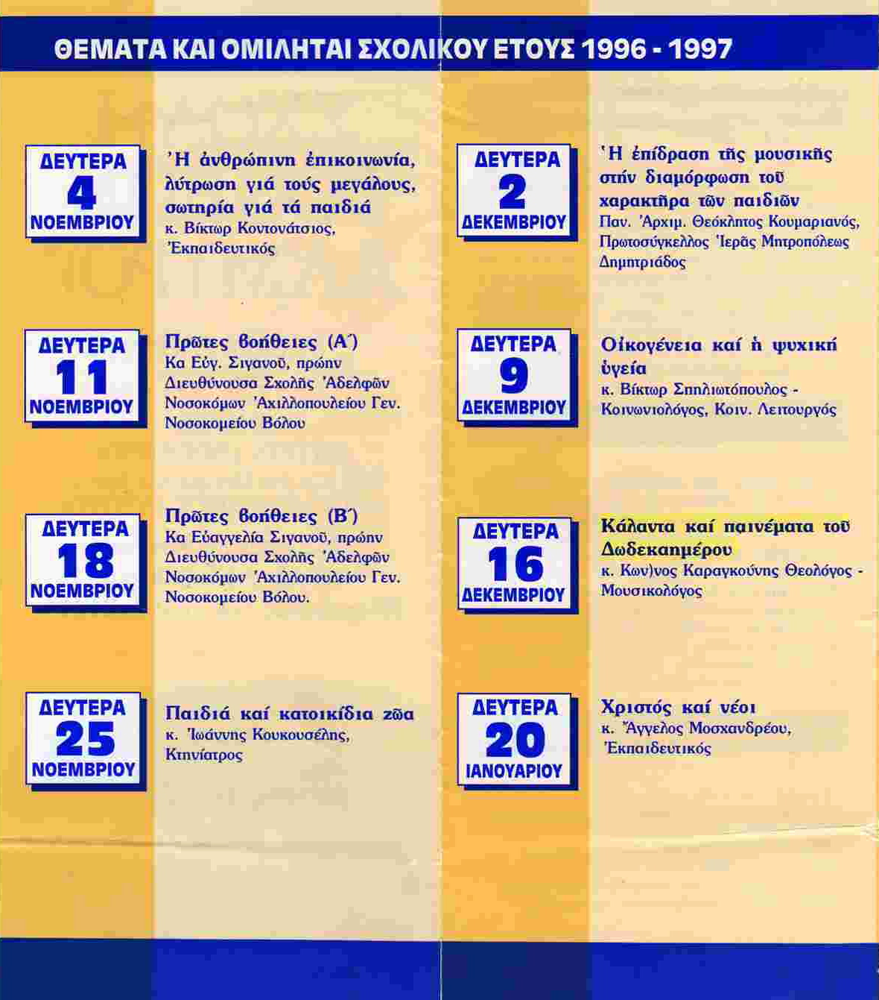 ΘΕΜΑΤΑ ΚΑΙ ΟΜΙΛΗΤΑΙ ΣΧΟΛΙΚΟΥ ΕΤΟΥΣ 1996 - 1997
ΔΕΥΤΕΡΑ
4
ΝΟΕΜΒΡΙΟΥ
Ἡ ἀνθρώπινη ἐπικοινωνία,
λύτρωση γιά τούς μεγάλους,
σωτηρία γιά τά παιδιά
κ. Βίκτωρ Κοντονάτσιος,
Ἐκπαιδευτικός
ΔΕΥΤΕΡΑ
11
ΝΟΕΜΒΡΙΟΥ
Πρῶτες βοήθειες (Α΄)
Κα Εὐγ. Σιγανοῦ, πρώην
Διευθύνουσα Σχολῆς Ἀδελφῶν
Νοσοκόμων Ἀχιλλοπουλείου Γεν.
Νοσοκομείου Βόλου
ΔΕΥΤΕΡΑ
18
ΝΟΕΜΒΡΙΟΥ
Πρῶτες βοήθειες (Β΄)
Κα Εὐαγγελία Σιγανοῦ, πρώην
Διευθύνουσα Σχολῆς Ἀδελφῶν
Νοσοκόμων Ἀχιλλοπουλείου Γεν.
Νοσοκομείου Βόλου.
ΔΕΥΤΕΡΑ
25
ΝΟΕΜΒΡΙΟΥ
Παιδιά καί κατοικίδια ζῶα
κ. Ἰωάννης Κουκουσέλης,
Κτηνίατρος
ΔΕΥΤΕΡΑ
2
ΔΕΚΕΜΒΡΙΟΥ
Ἡ ἐπίδραση τῆς μουσικῆς
στήν διαμόρφωση τοῦ
χαρακτῆρα τῶν παιδιῶν
Παν. Ἀρχιμ. Θεόκλητος Κουμαριανός,
Πρωτοσύγκελλος Ἱερᾶς Μητροπόλεως
Δημητριάδος
ΔΕΥΤΕΡΑ
9
ΔΕΚΕΜΒΡΙΟΥ
Οἰκογένεια καί ἡ ψυχική
ὑγεία
κ. Βίκτωρ Σπηλιωτόπουλος -
Κοινωνιολόγος, Κοιν. Λειτουργός
ΔΕΥΤΕΡΑ
16
ΔΕΚΕΜΒΡΙΟΥ
Κάλαντα καί παινέματα τοῦ
Δωδεκαημέρου
κ. Κων)νος Καραγκούνης Θεολόγος -
Μουσικολόγος
ΔΕΥΤΕΡΑ
20
ΙΑΝΟΥΑΡΙΟΥ
Χριστός καί νέοι
κ. Ἄγγελος Μοσχανδρέου,
Ἐκπαιδευτικός